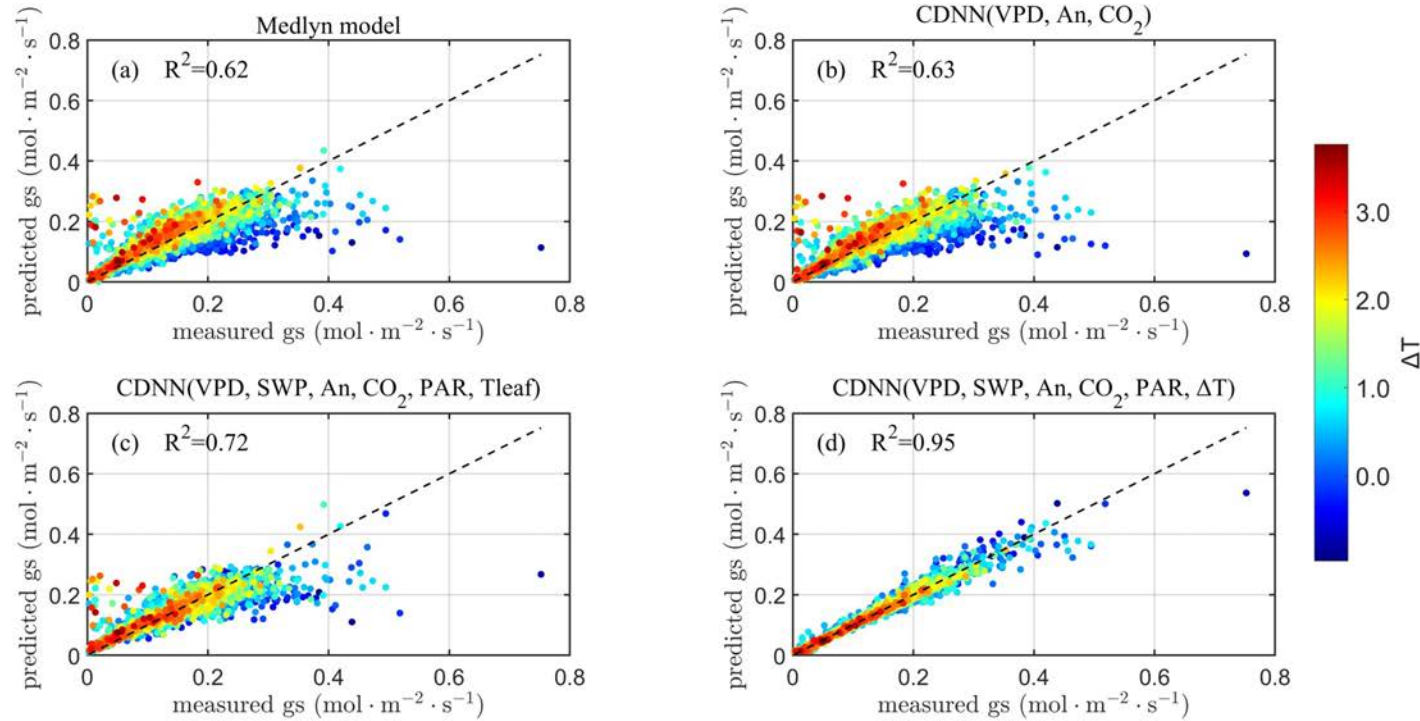 Medlyn model
(a) R²=0.62
predicted gs (mol · m⁻² · s⁻¹)
0.8
0.6
0.4
0.2
0
0 0.2 0.4 0.6 0.8
measured gs (mol · m⁻² · s⁻¹)
CDNN(VPD, An, CO₂)
(b) R²=0.63
predicted gs (mol · m⁻² · s⁻¹)
0.8
0.6
0.4
0.2
0
0 0.2 0.4 0.6 0.8
measured gs (mol · m⁻² · s⁻¹)
CDNN(VPD, SWP, An, CO₂, PAR, Tleaf)
(c) R²=0.72
predicted gs (mol · m⁻² · s⁻¹)
0.8
0.6
0.4
0.2
0
0 0.2 0.4 0.6 0.8
measured gs (mol · m⁻² · s⁻¹)
CDNN(VPD, SWP, An, CO₂, PAR, ΔT)
(d) R²=0.95
predicted gs (mol · m⁻² · s⁻¹)
0.8
0.6
0.4
0.2
0
0 0.2 0.4 0.6 0.8
measured gs (mol · m⁻² · s⁻¹)
3.0
2.0
1.0
0.0
ΔT